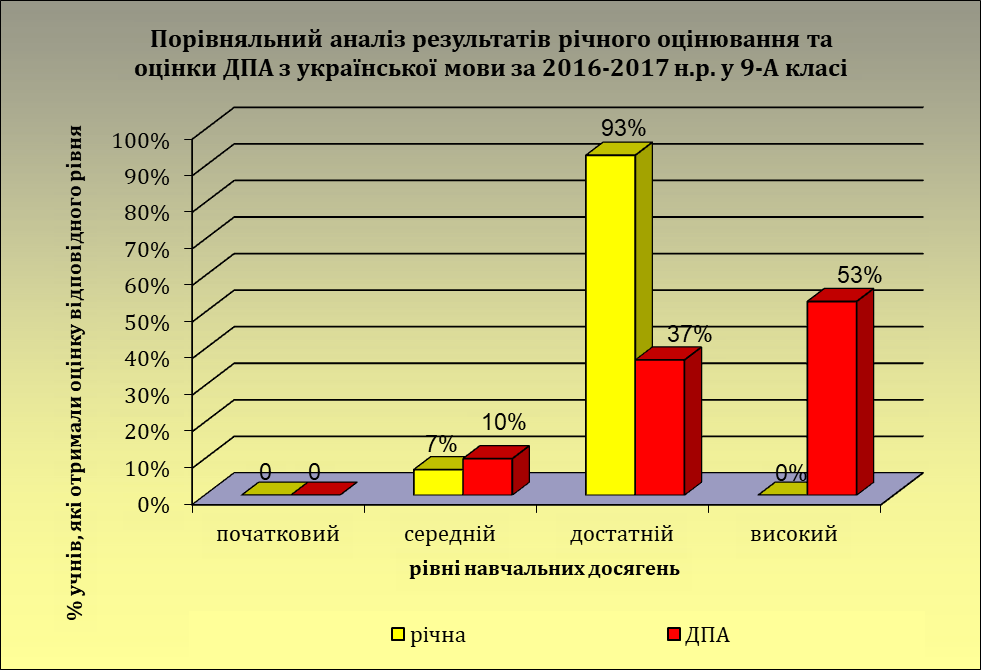 Порівняльний аналіз результатів річного оцінювання та
оцінки ДПА з української мови за 2016-2017 н.р. у 9-А класі
% учнів, які отримали оцінку відповідного рівня
100%
90%
80%
70%
60%
50%
40%
30%
20%
10%
0%
0
0
7%
10%
93%
37%
0%
53%
початковий
середній
достатній
високий
рівні навчальних досягень
річна
ДПА